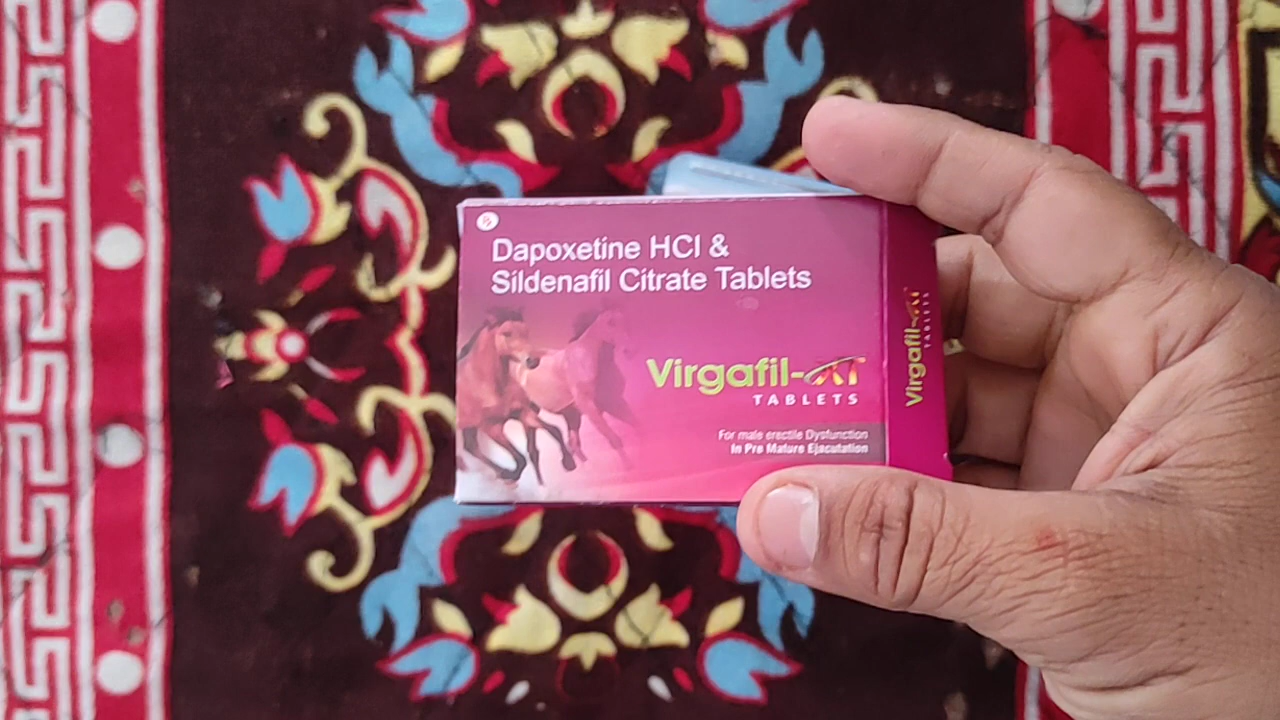 Dapoxetine HCl &
Sildenafil Citrate Tablets
Virgafil-XT
TABLETS
For male erectile Dysfunction
In Pre Mature Ejaculation
Virgafil-XT
TABLETS